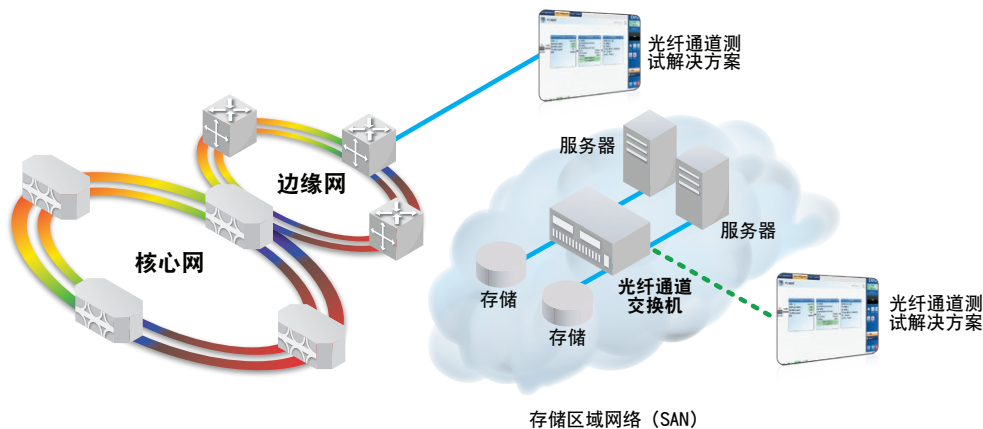 光纤通道测
试解决方案
服务器
边缘网
服务器
核心网
存储
光纤通道
交换机
存储
光纤通道测
试解决方案
存储区域网络（SAN）